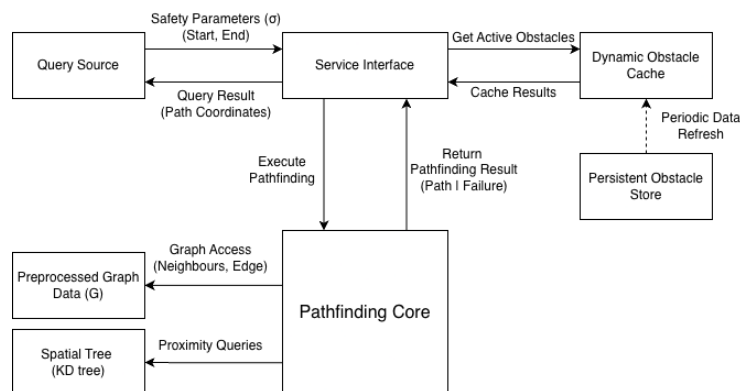 Safety Parameters (σ)
(Start, End)
Get Active Obstacles
Query Source
Service Interface
Dynamic Obstacle
Cache
Query Result
(Path Coordinates)
Cache Results
Periodic Data
Refresh
Execute
Pathfinding
Return
Pathfinding Result
(Path | Failure)
Persistent Obstacle
Store
Graph Access
(Neighbours, Edge)
Preprocessed Graph
Data (G)
Pathfinding Core
Spatial Tree
(KD tree)
Proximity Queries